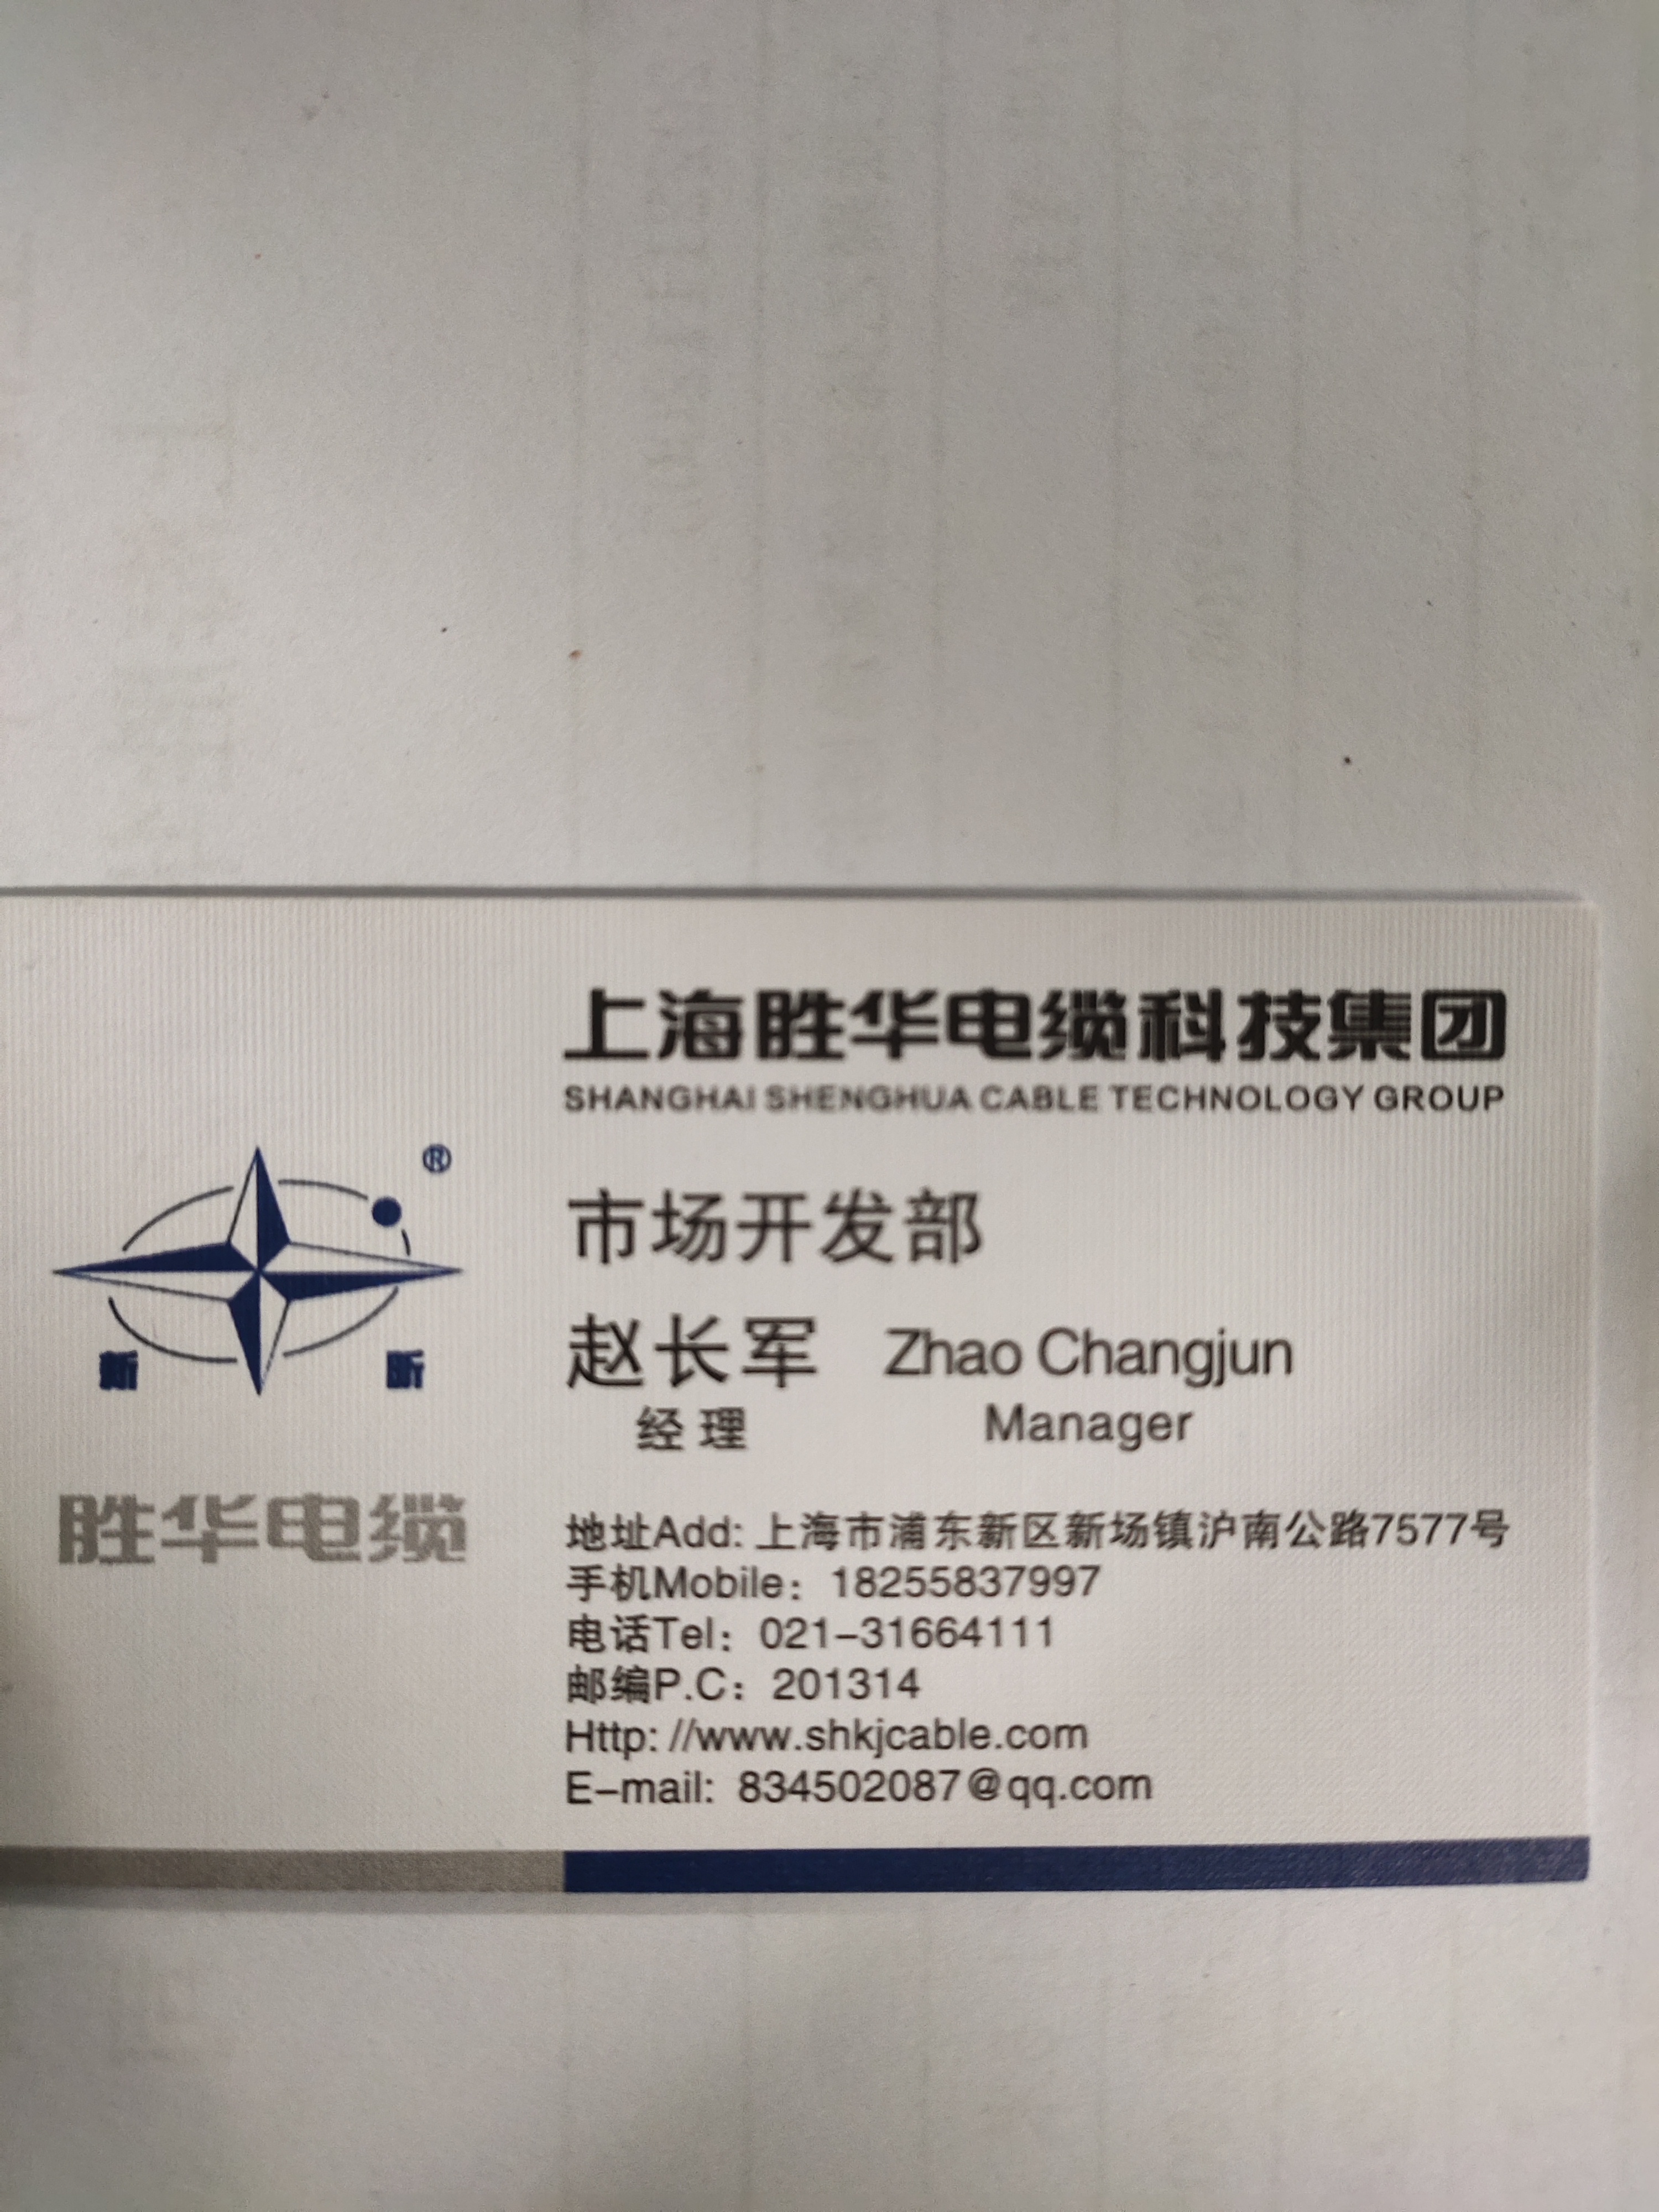 上海胜华电缆科技集团
SHANGHAI SHENGHUA CABLE TECHNOLOGY GROUP
®
市场开发部
赵长军 Zhao Changjun
经理 Manager
胜华电缆
地址Add: 上海市浦东新区新场镇沪南公路7577号
手机Mobile：18255837997
电话Tel：021-31664111
邮编P.C：201314
Http: //www.shkjcable.com
E-mail: 834502087@qq.com